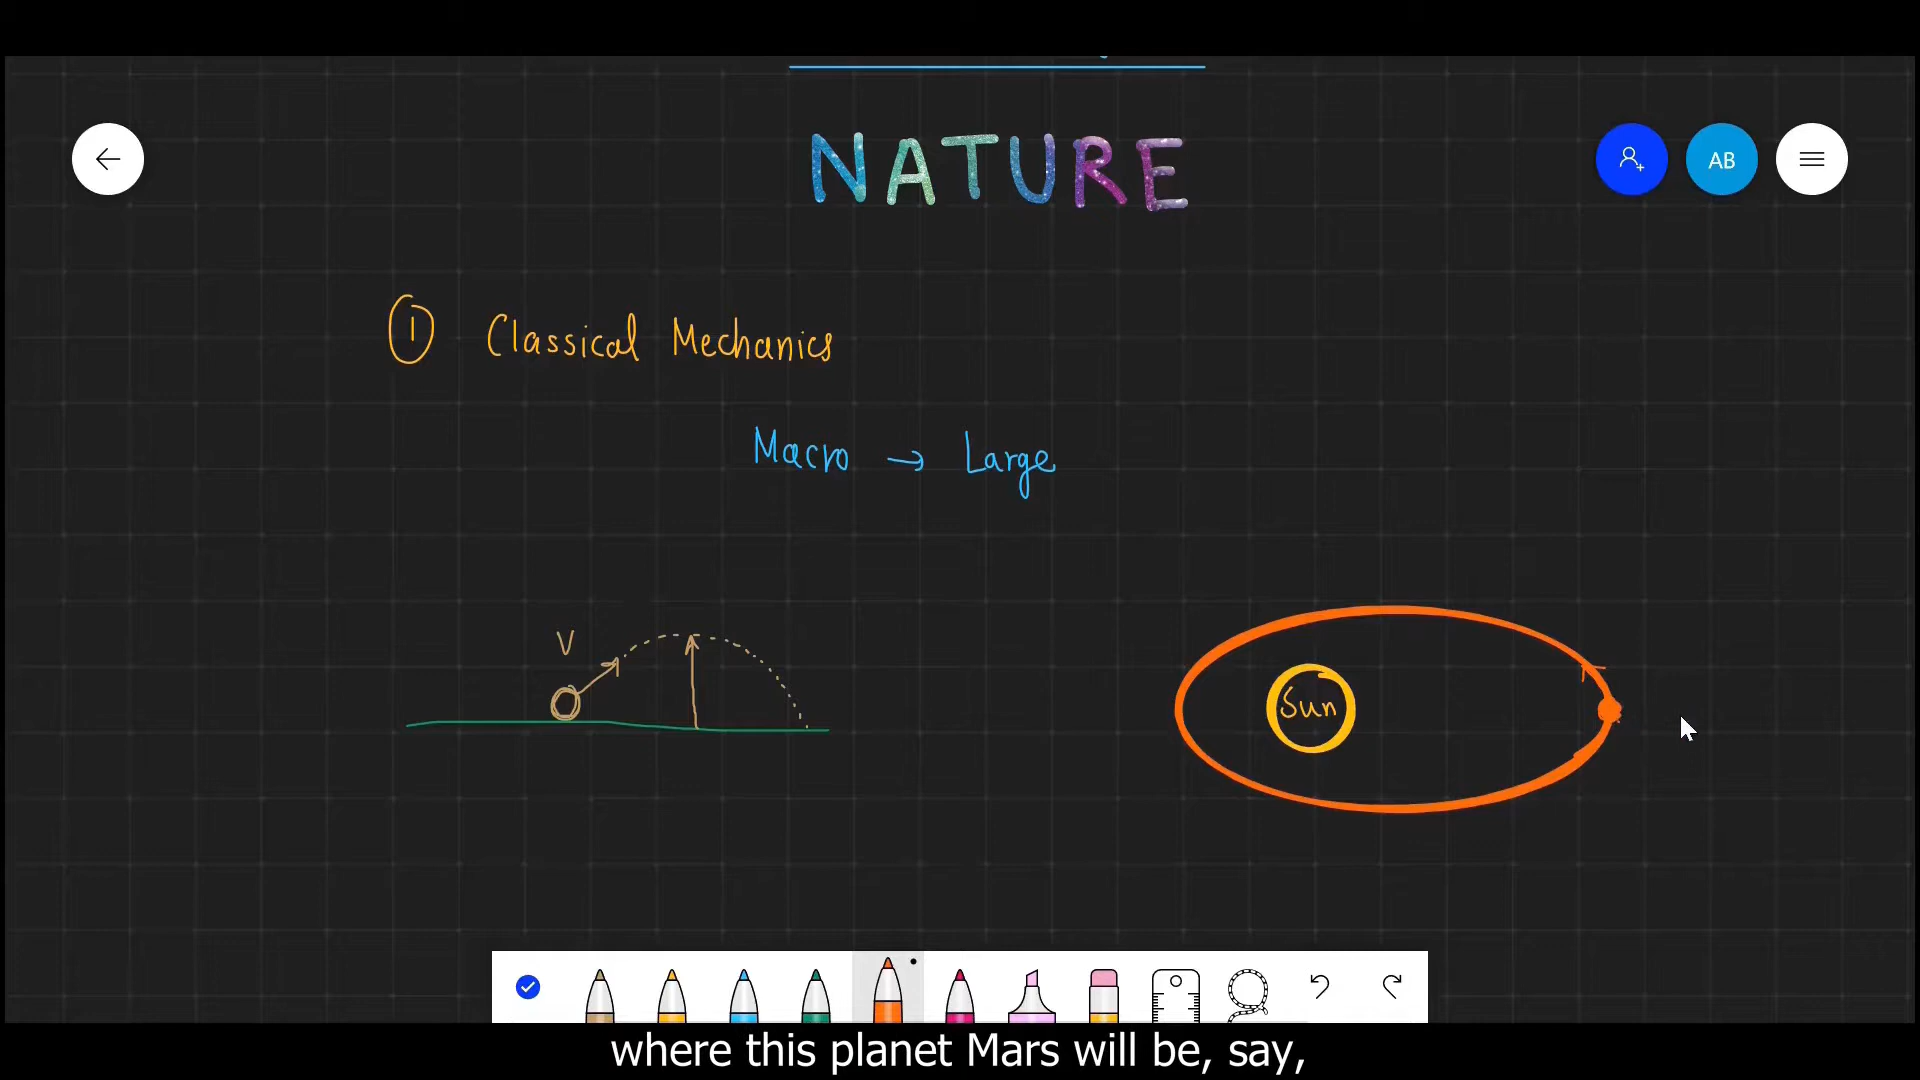 NATURE
AB
① Classical Mechanics
Macro → Large
V
Sun
where this planet Mars will be, say,